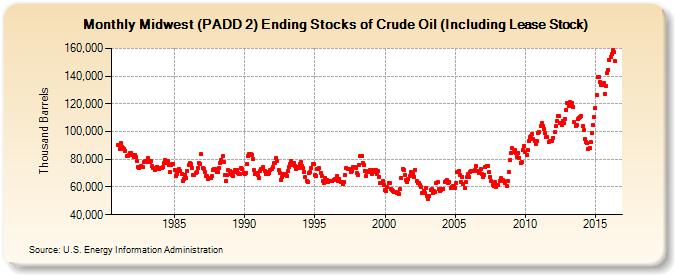 Monthly Midwest (PADD 2) Ending Stocks of Crude Oil (Including Lease Stock)
Thousand Barrels
160,000
140,000
120,000
100,000
80,000
60,000
40,000
1985 1990 1995 2000 2005 2010 2015
Source: U.S. Energy Information Administration